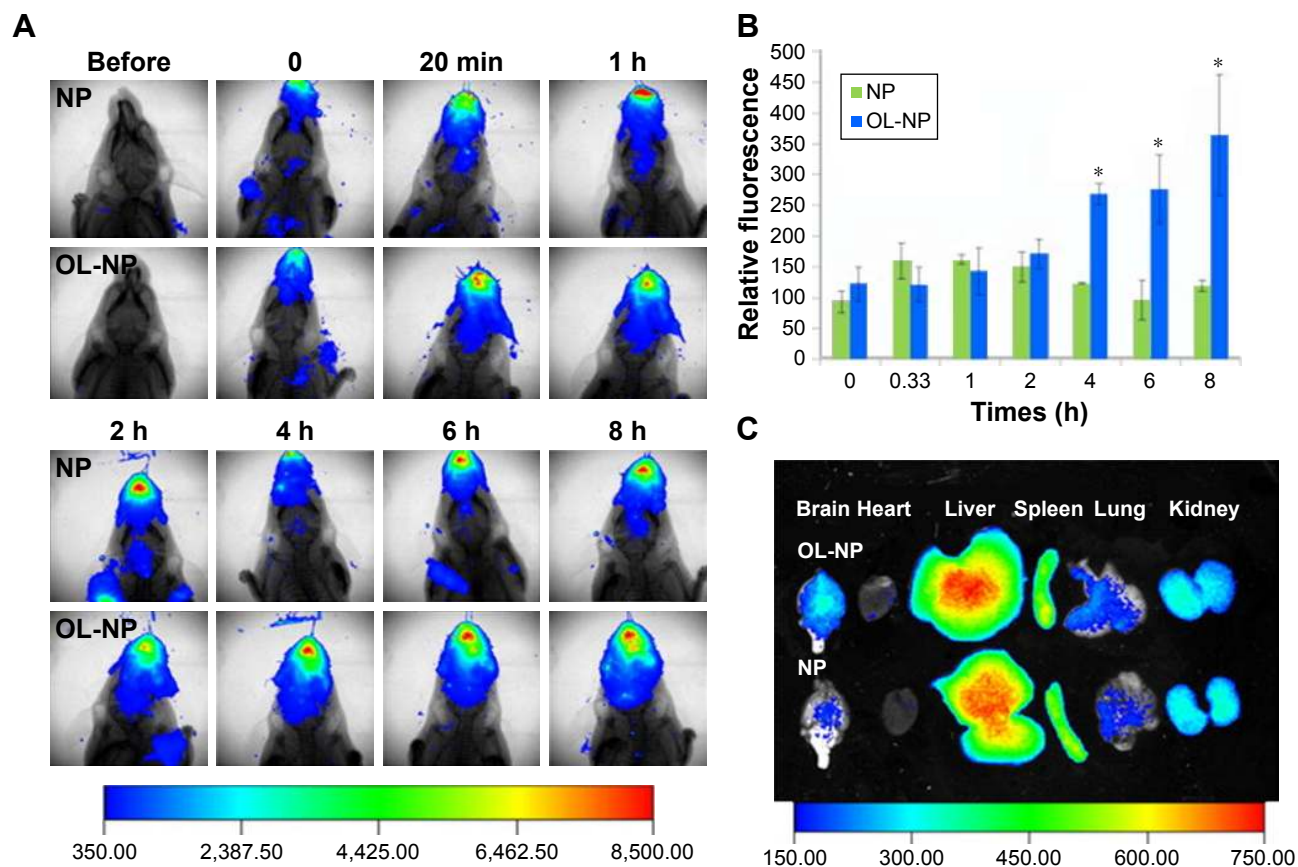 A
Before 0 20 min 1 h
NP
OL-NP
2 h 4 h 6 h 8 h
NP
OL-NP
350.00 2,387.50 4,425.00 6,462.50 8,500.00
B
500
450
400
350
300
250
200
150
100
50
0
Relative fluorescence
NP
OL-NP
* * * *
0 0.33 1 2 4 6 8
Times (h)
C
Brain Heart Liver Spleen Lung Kidney
OL-NP
NP
150.00 300.00 450.00 600.00 750.00